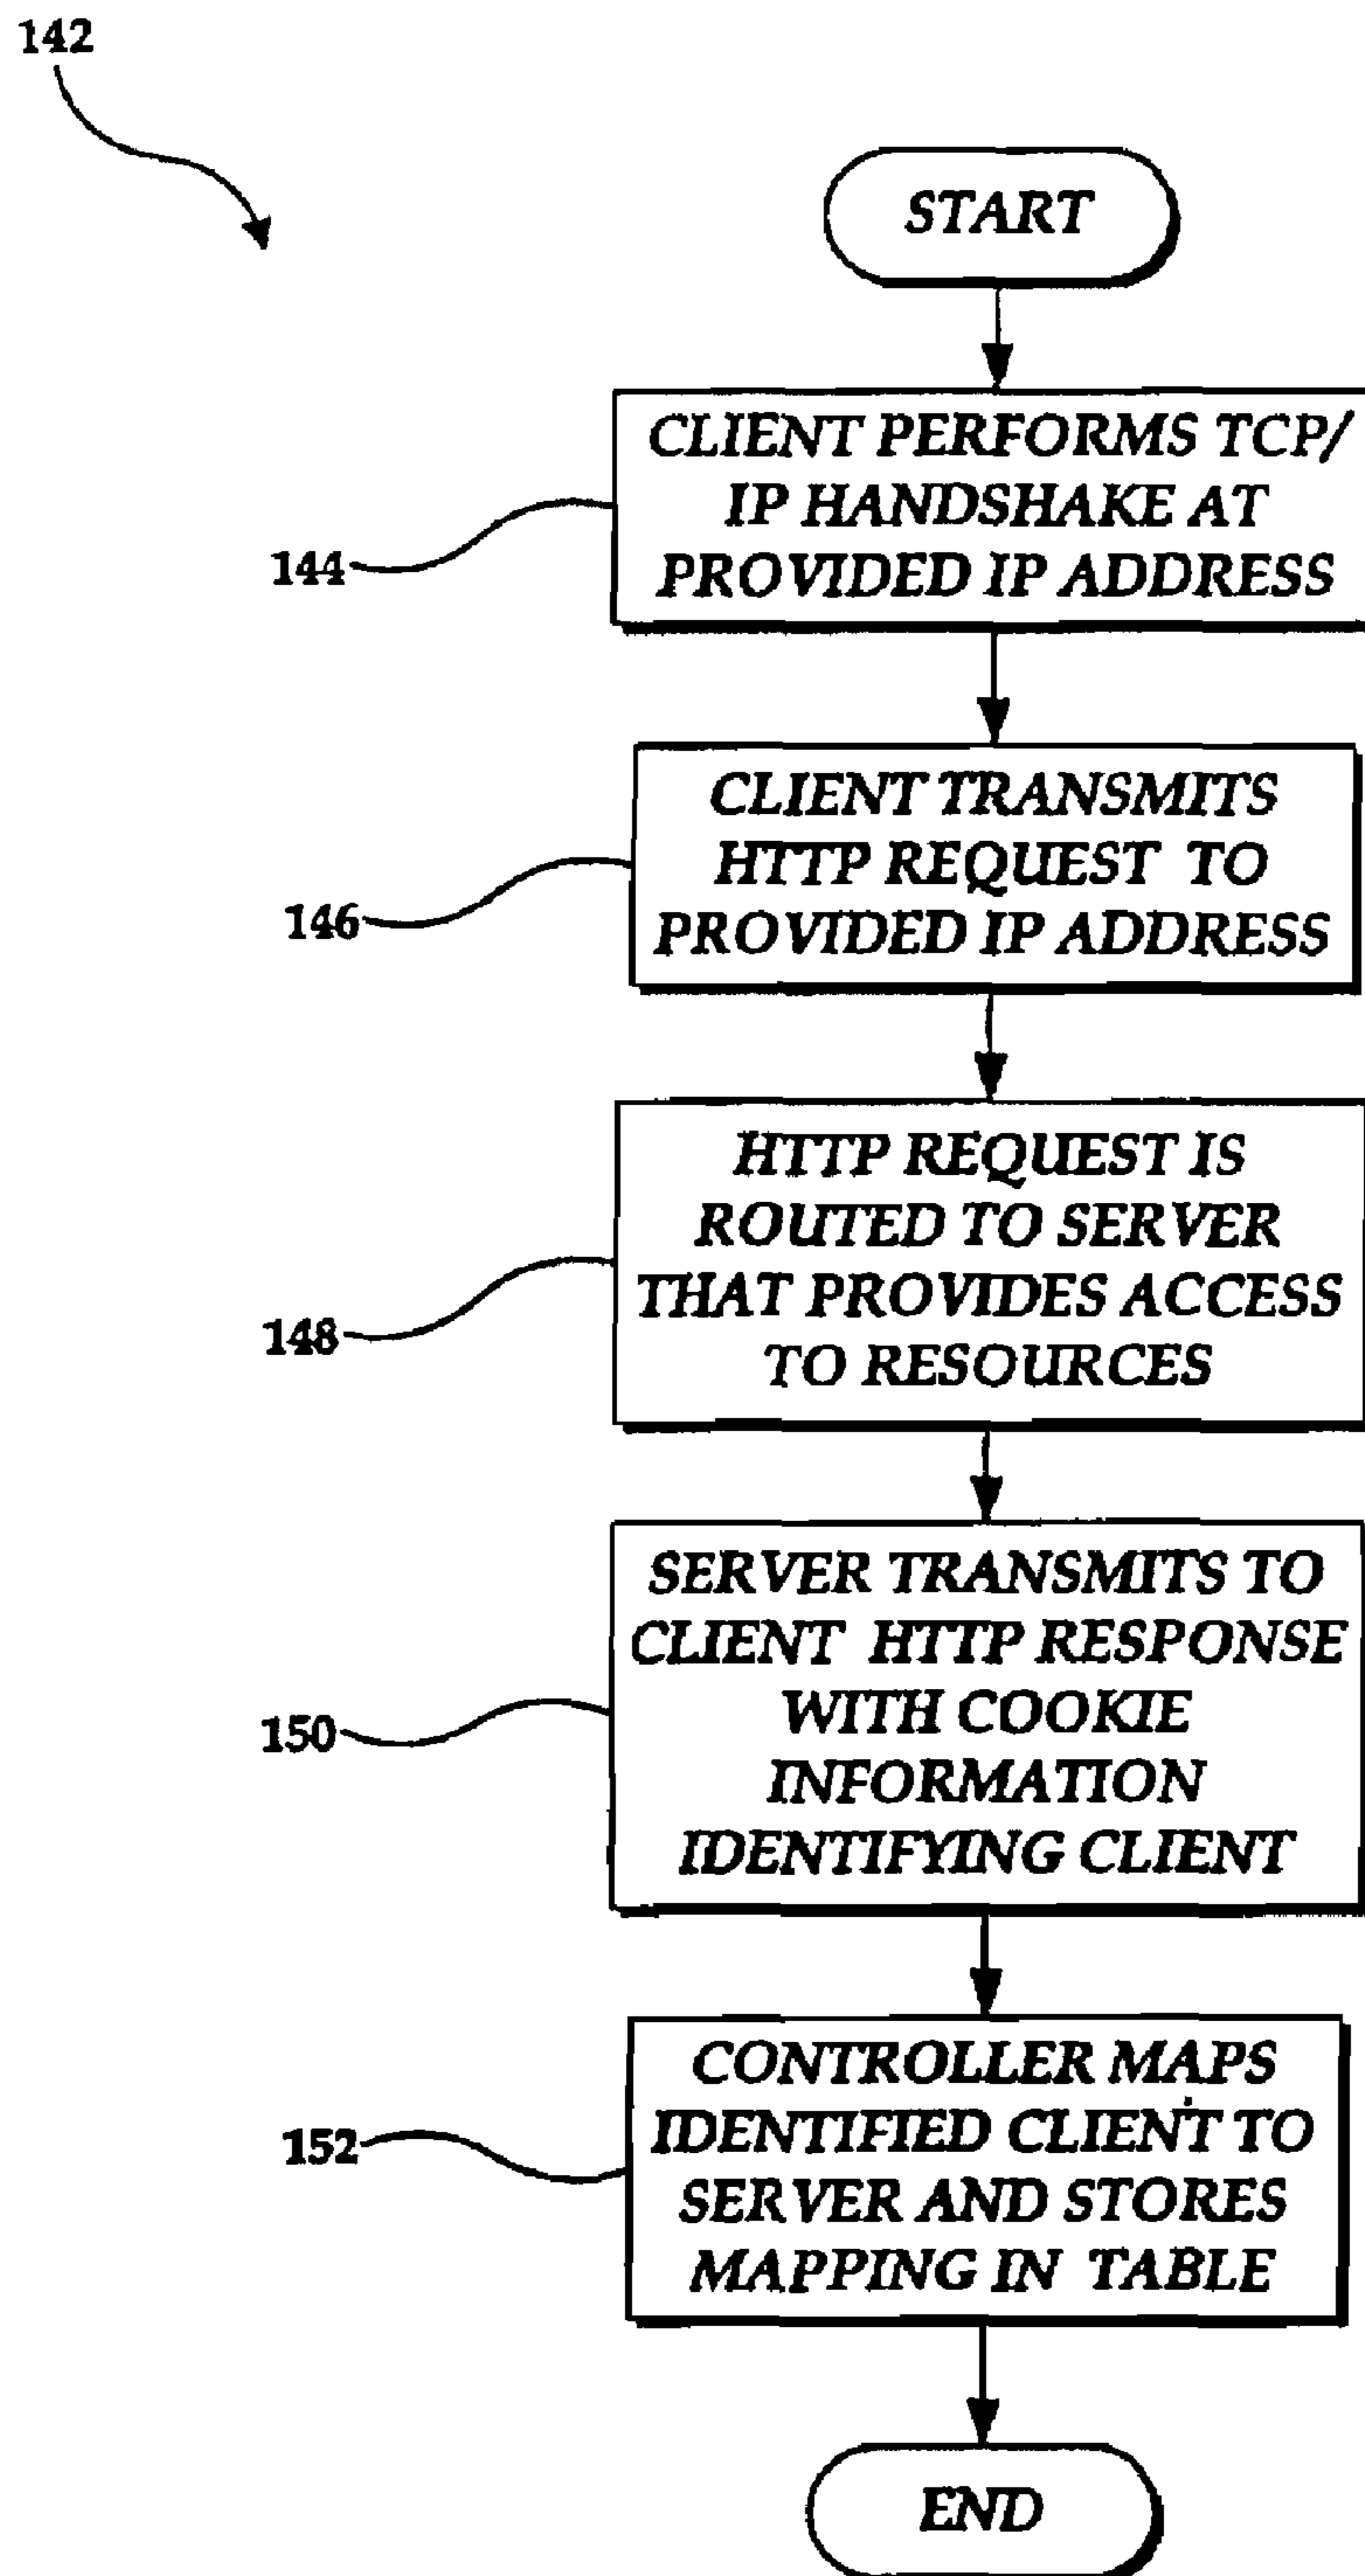 142
START
CLIENT PERFORMS TCP/
IP HANDSHAKE AT
PROVIDED IP ADDRESS
144
CLIENT TRANSMITS
HTTP REQUEST TO
PROVIDED IP ADDRESS
146
HTTP REQUEST IS
ROUTED TO SERVER
THAT PROVIDES ACCESS
TO RESOURCES
148
SERVER TRANSMITS TO
CLIENT HTTP RESPONSE
WITH COOKIE
INFORMATION
IDENTIFYING CLIENT
150
CONTROLLER MAPS
IDENTIFIED CLIENT TO
SERVER AND STORES
MAPPING IN TABLE
152
END